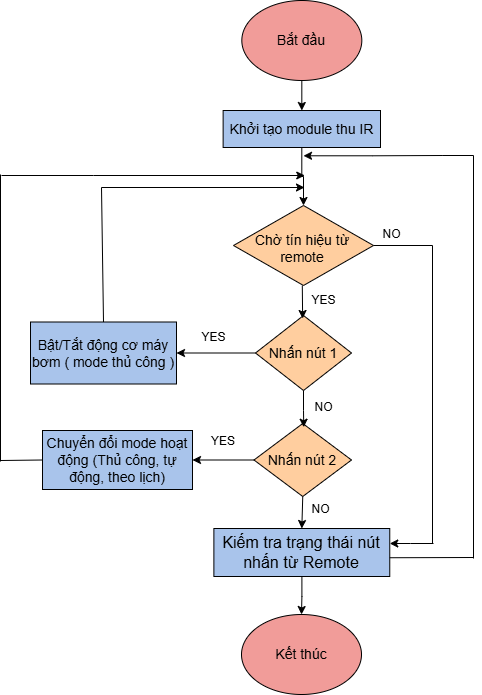 Bắt đầu
Khởi tạo module thu IR
Chờ tín hiệu từ
remote
NO
YES
Nhấn nút 1
YES
Bật/Tắt động cơ máy
bơm ( mode thủ công )
NO
Nhấn nút 2
YES
Chuyển đổi mode hoạt
động (Thủ công, tự
động, theo lịch)
NO
Kiểm tra trạng thái nút
nhấn từ Remote
Kết thúc